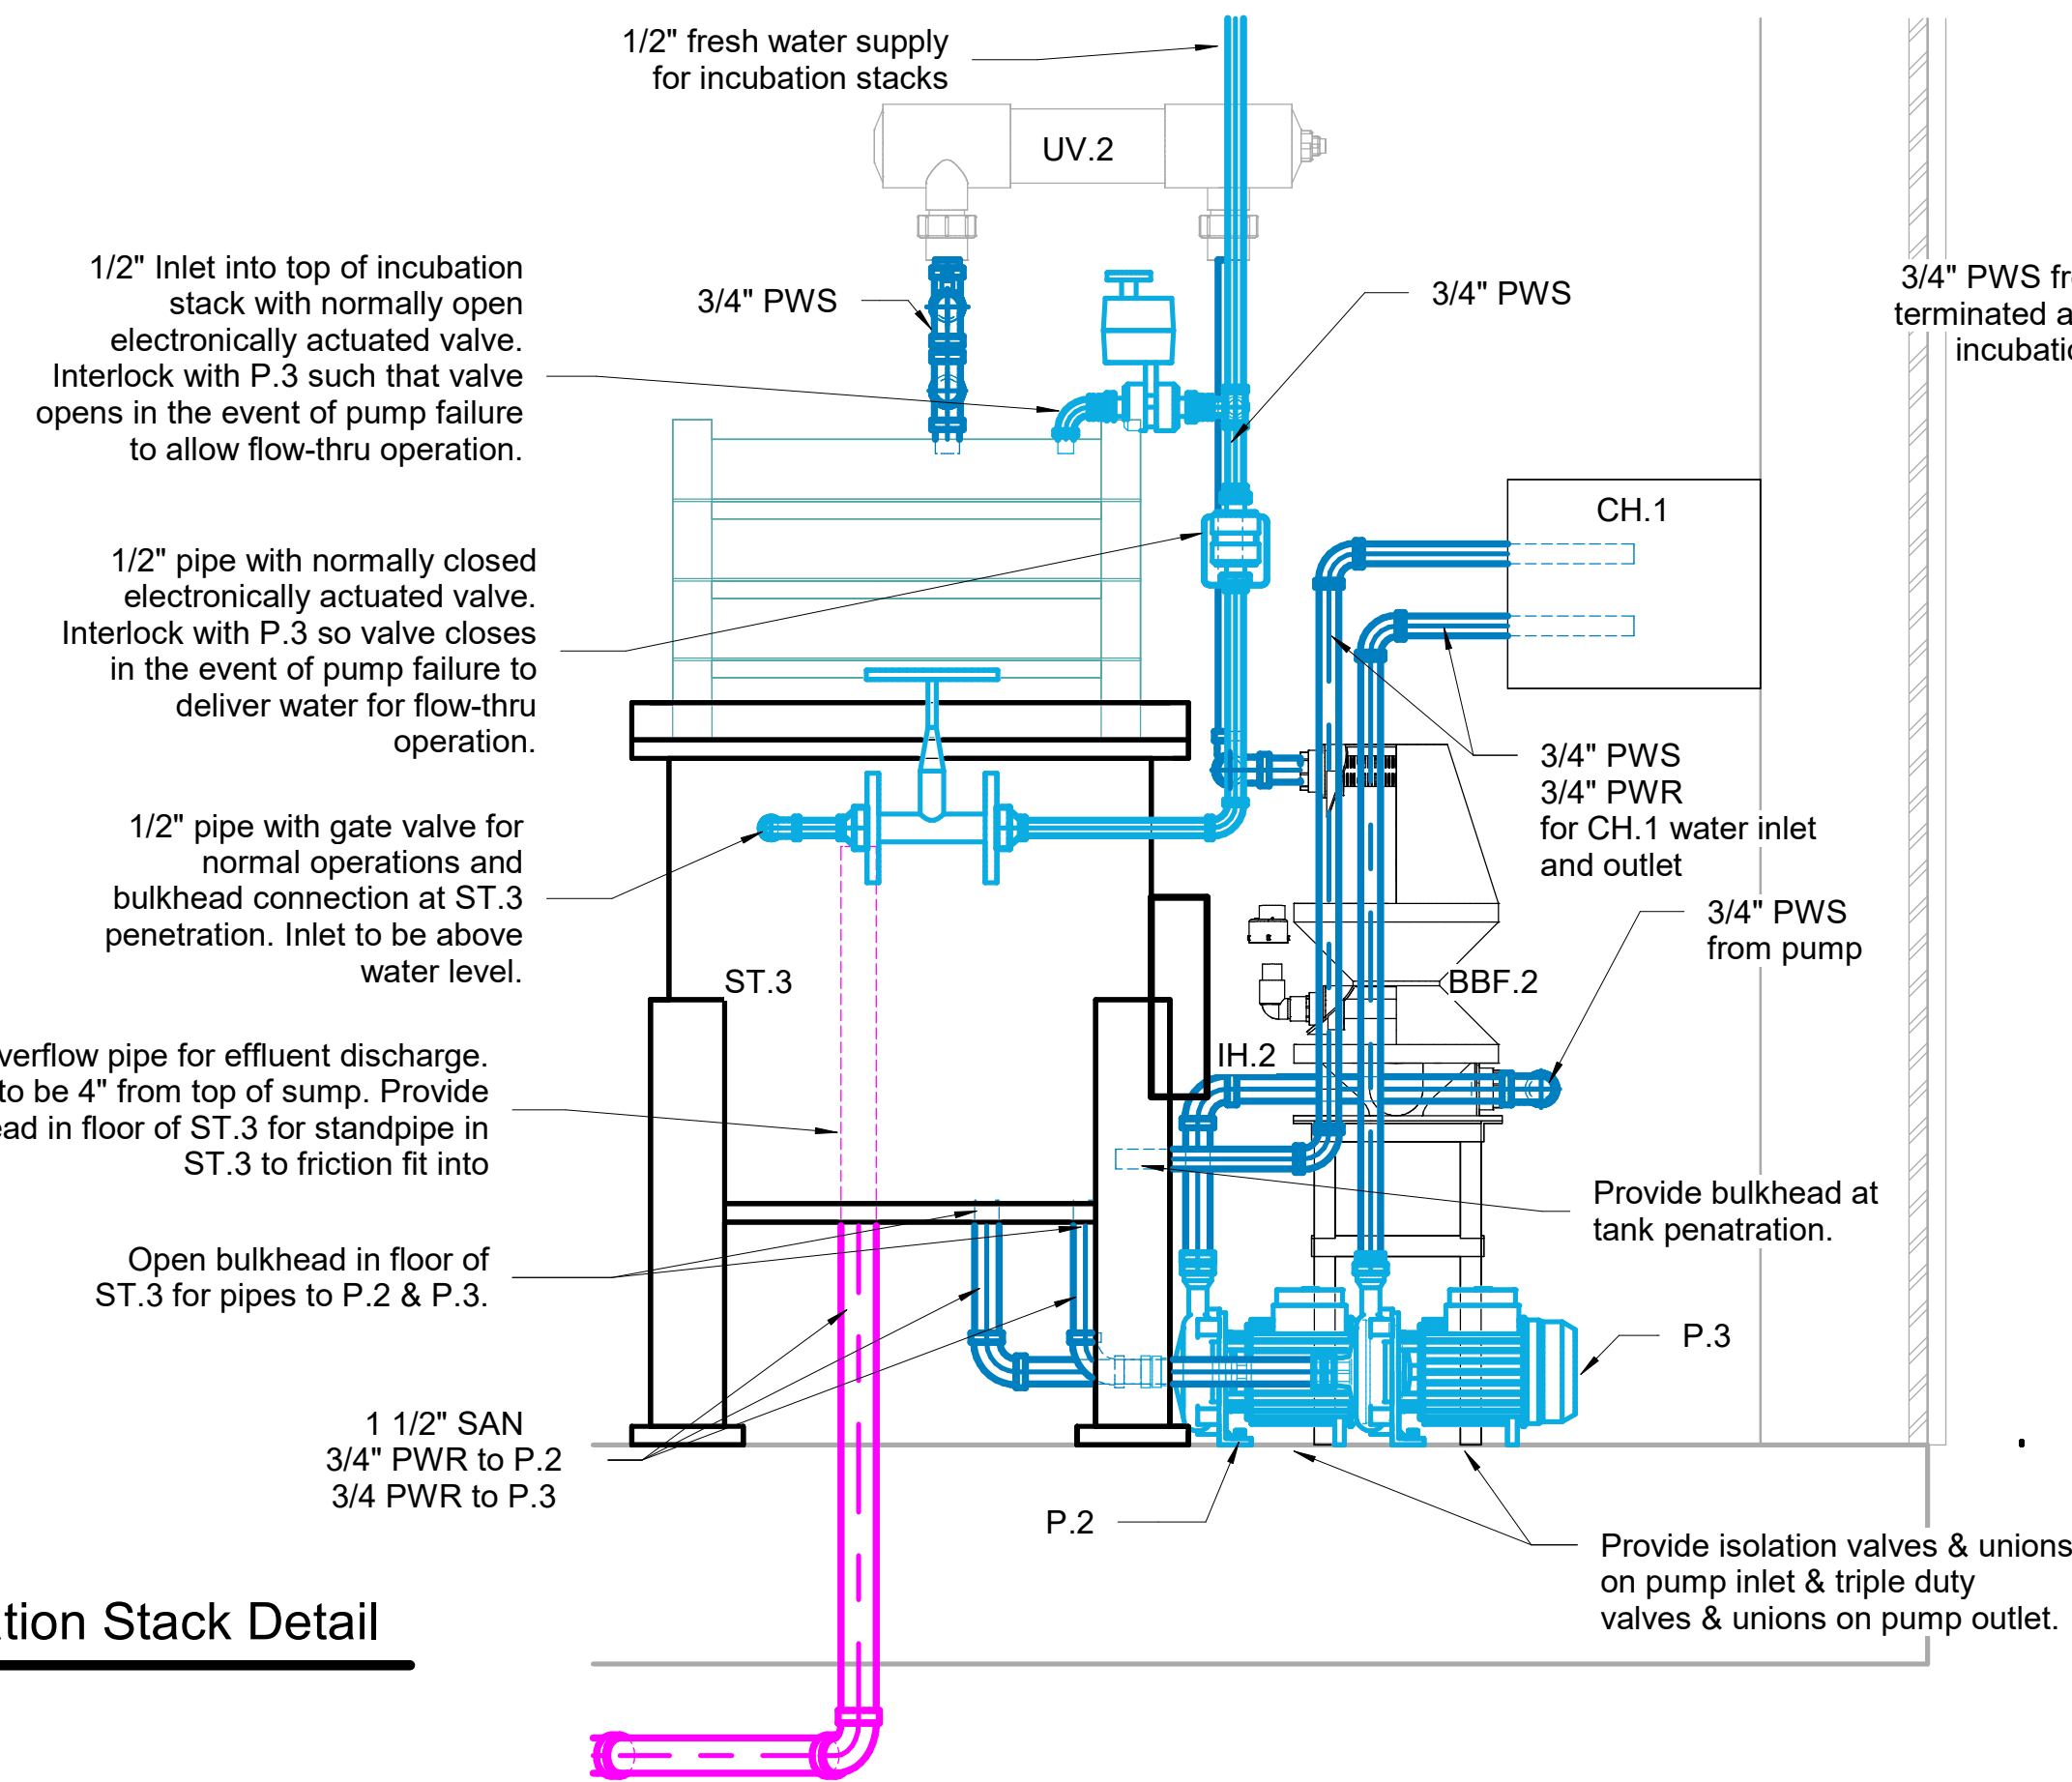 1/2" fresh water supply
for incubation stacks
UV.2
1/2" Inlet into top of incubation
stack with normally open
electronically actuated valve.
Interlock with P.3 such that valve
opens in the event of pump failure
to allow flow-thru operation.
3/4" PWS
3/4" PWS
3/4" PWS
terminated
CH.1
1/2" pipe with normally closed
electronically actuated valve.
Interlock with P.3 so valve closes
in the event of pump failure to
deliver water for flow-thru
operation.
3/4" PWS
3/4" PWR
for CH.1 water inlet
and outlet
1/2" pipe with gate valve for
normal operations and
bulkhead connection at ST.3
penetration. Inlet to be above
water level.
3/4" PWS
from pump
ST.3
BBF.2
IH.2
verflow pipe for effluent discharge.
to be 4" from top of sump. Provide
ead in floor of ST.3 for standpipe in
ST.3 to friction fit into
Provide bulkhead at
tank penatration.
Open bulkhead in floor of
ST.3 for pipes to P.2 & P.3.
P.3
1 1/2" SAN
3/4" PWR to P.2
3/4 PWR to P.3
P.2
Provide isolation valves & unions
on pump inlet & triple duty
valves & unions on pump outlet.
tion Stack Detail